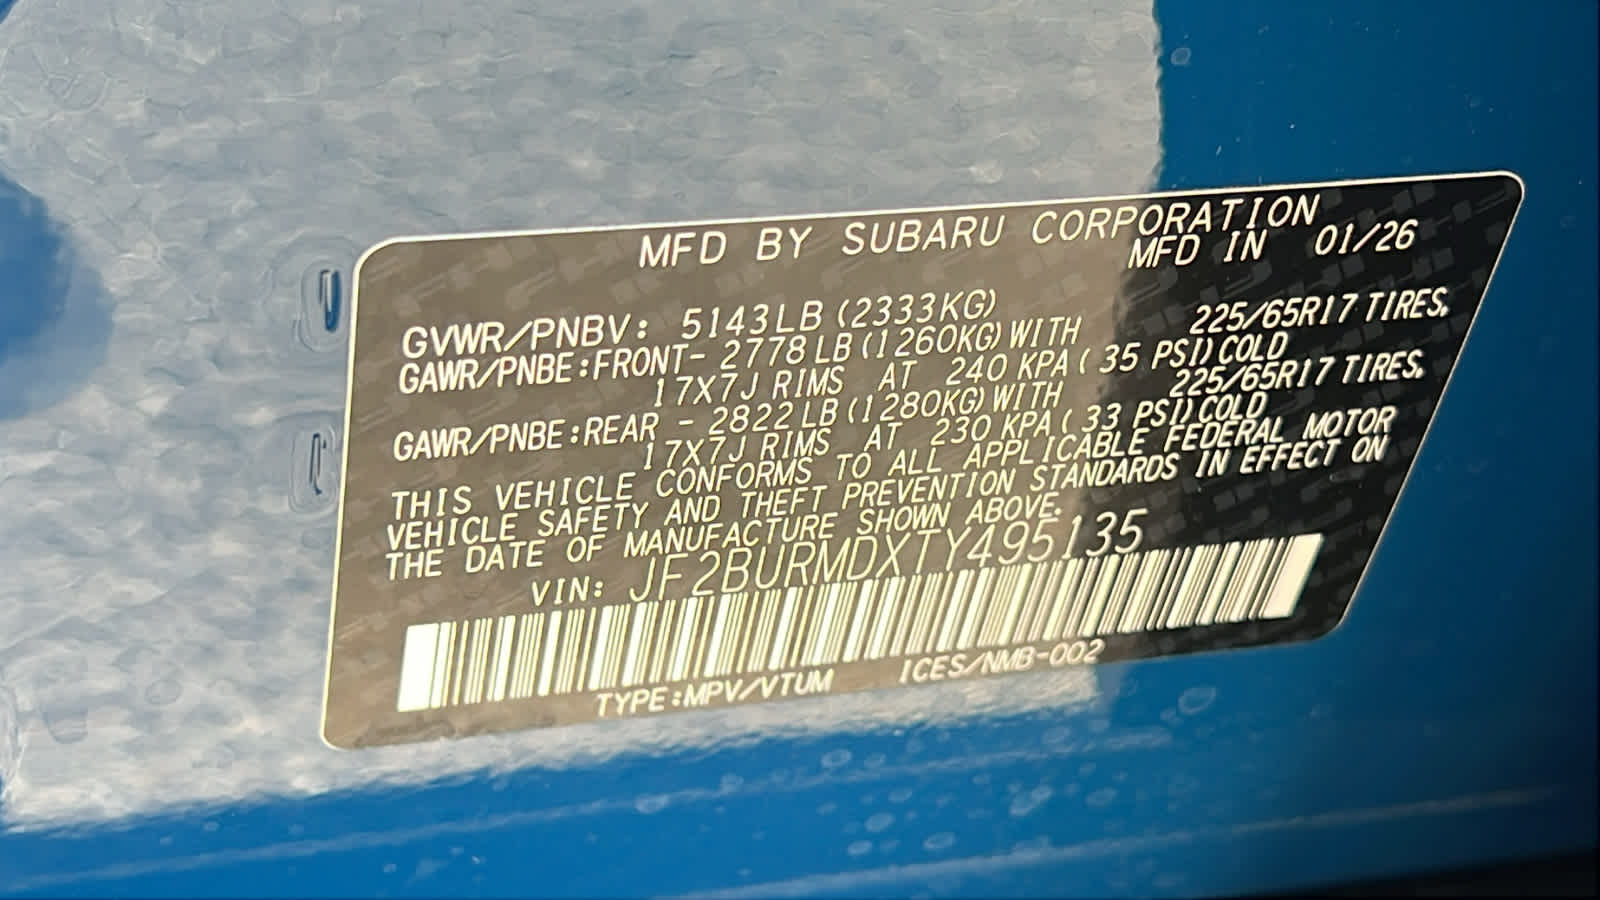 MFD BY SUBARU CORPORATION
MFD IN 01/26
GVWR/PNBV: 5143LB (2333KG)
GAWR/PNBE:FRONT- 2778LB(1260KG)WITH 225/65R17 TIRES,
17X7J RIMS AT 240 KPA(35 PSI)COLD
GAWR/PNBE:REAR - 2822LB(1280KG)WITH 225/65R17 TIRES,
17X7J RIMS AT 230 KPA(33 PSI)COLD
THIS VEHICLE CONFORMS TO ALL APPLICABLE FEDERAL MOTOR
VEHICLE SAFETY AND THEFT PREVENTION STANDARDS IN EFFECT ON
THE DATE OF MANUFACTURE SHOWN ABOVE.
VIN: JF2BURMDXTY495135
TYPE:MPV/VTUM ICES/NMB-002